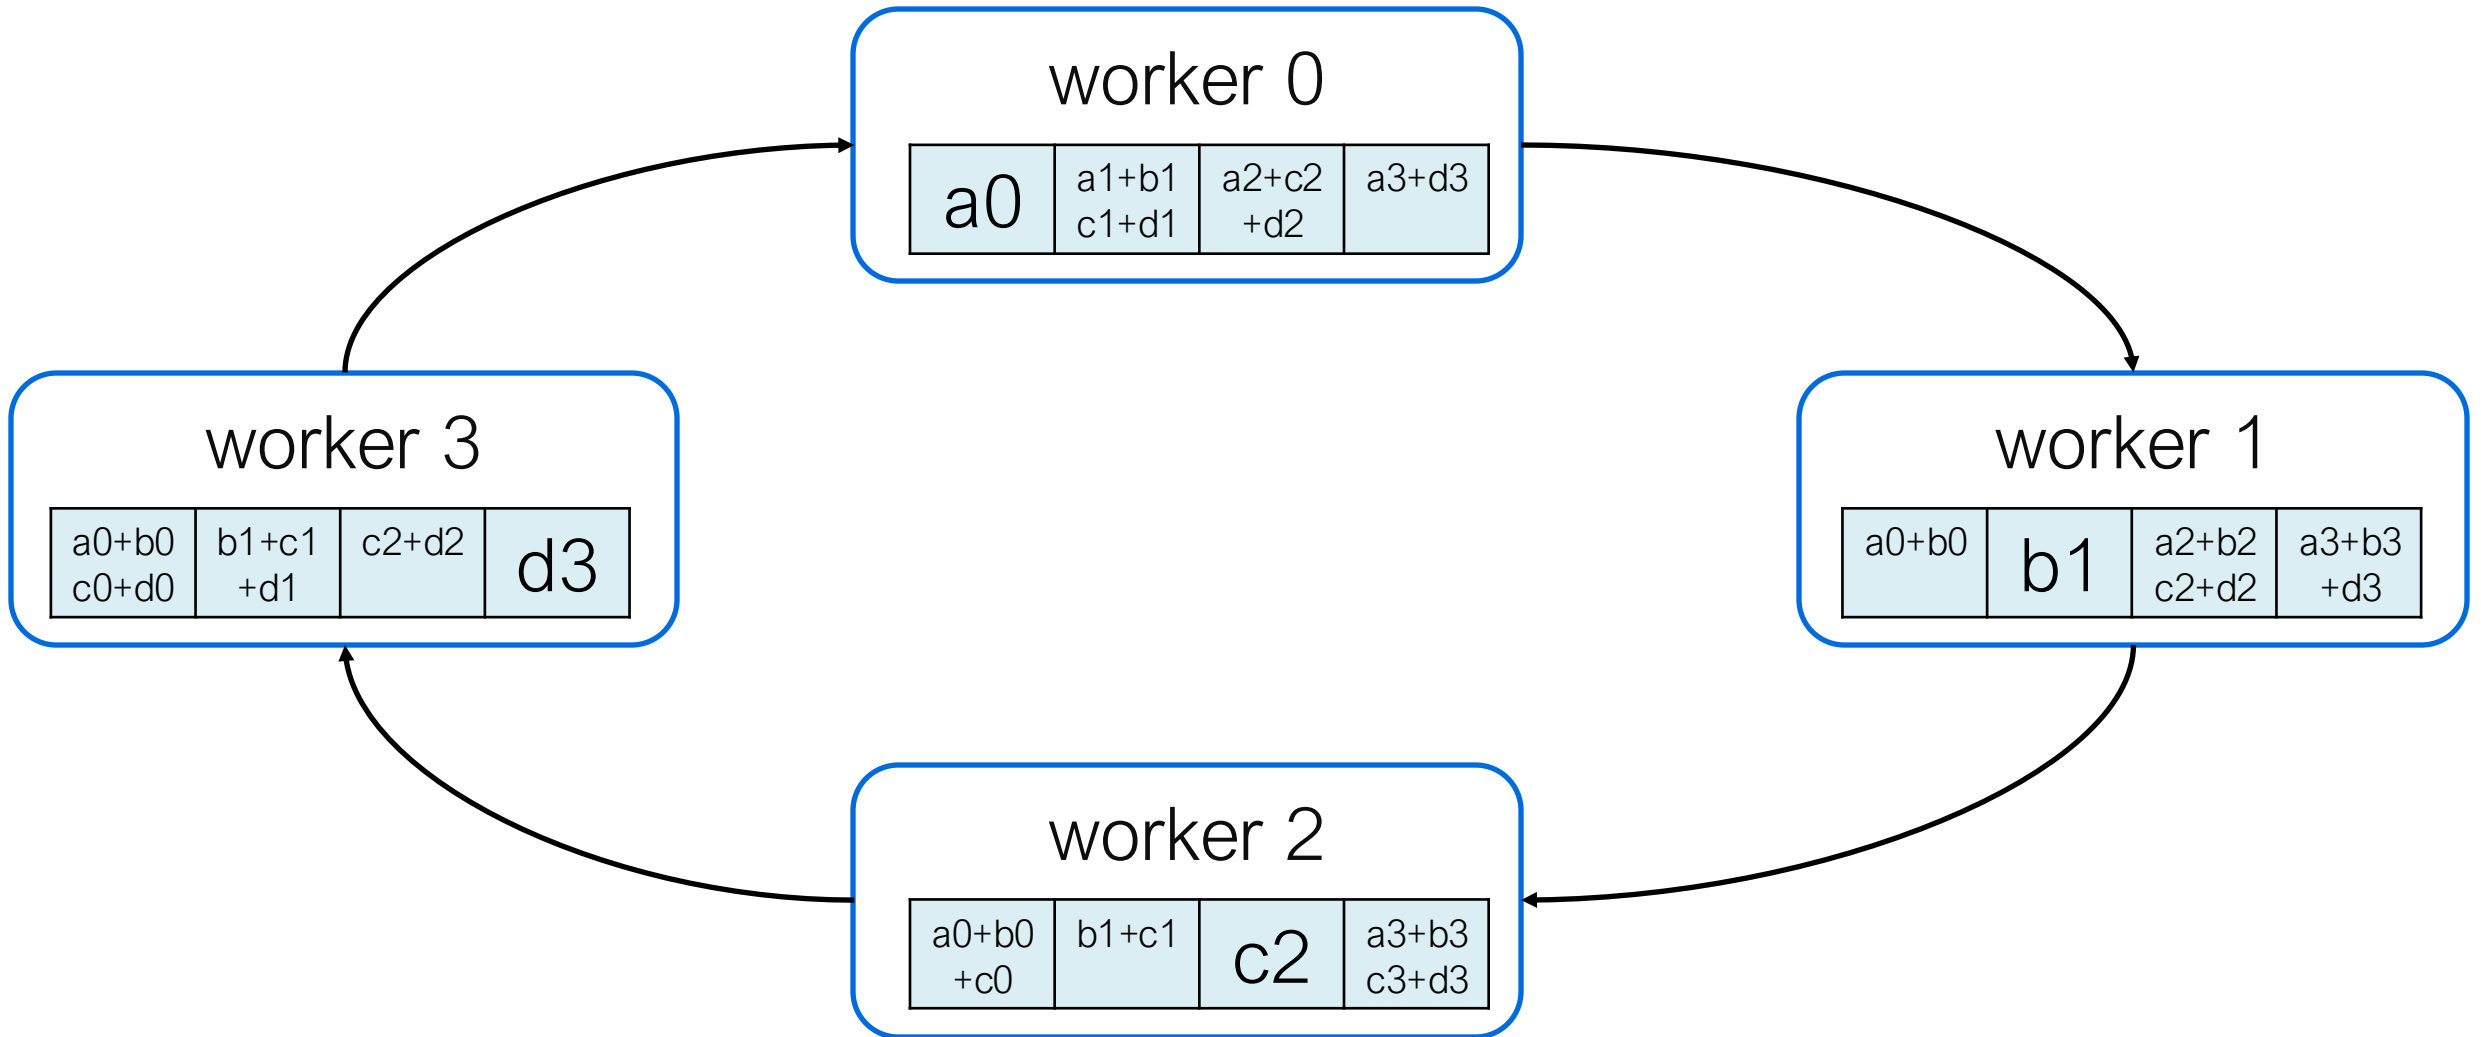 worker 0
a0
a1+b1
c1+d1
a2+c2
+d2
a3+d3
worker 3
a0+b0
c0+d0
b1+c1
+d1
c2+d2
d3
worker 1
a0+b0
b1
a2+b2
c2+d2
a3+b3
+d3
worker 2
a0+b0
+c0
b1+c1
c2
a3+b3
c3+d3